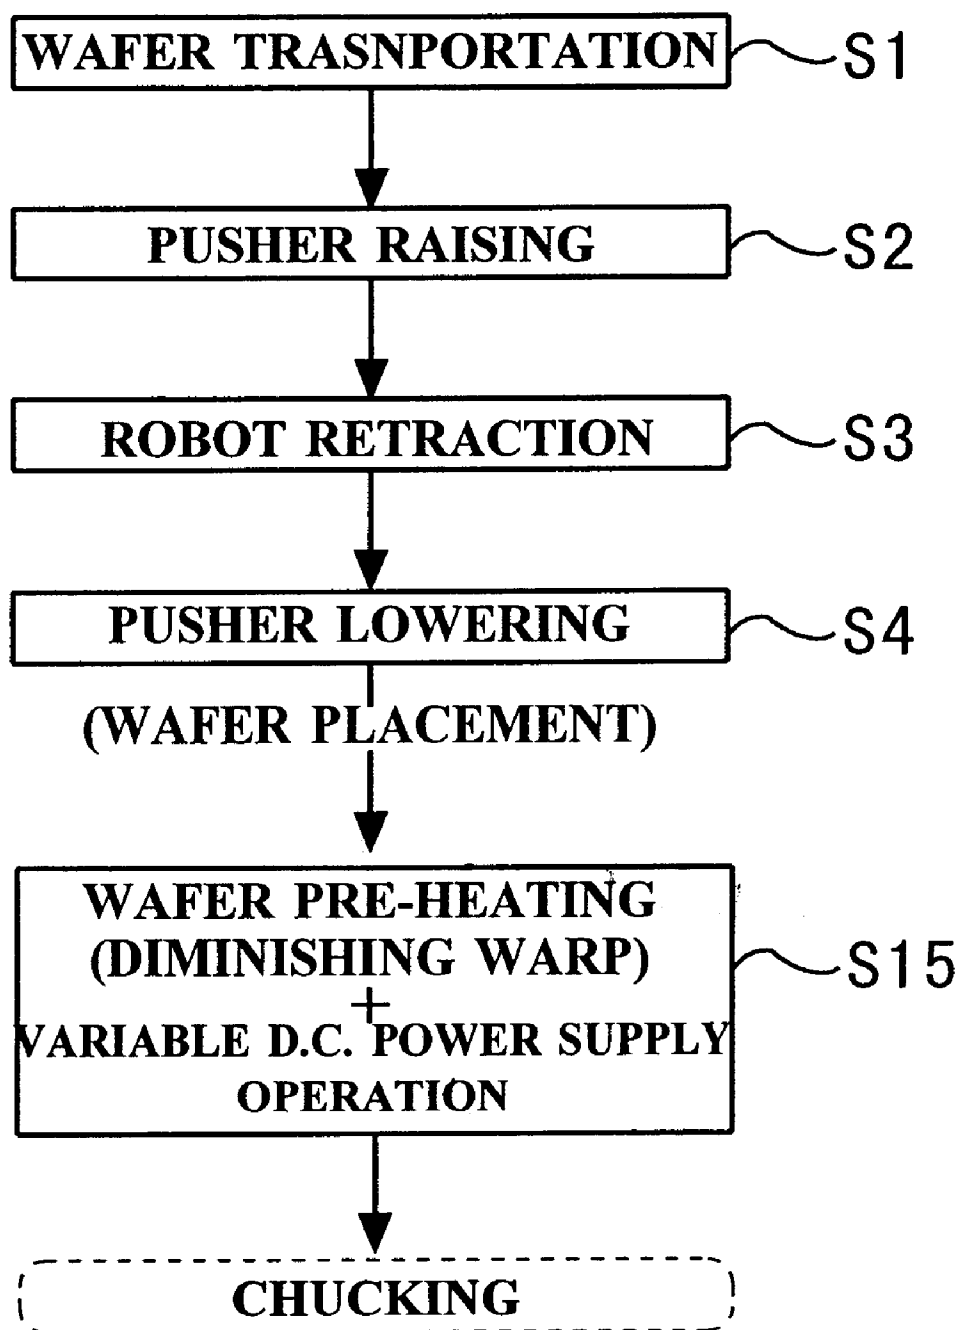 WAFER TRASNPORTATION S1
PUSHER RAISING S2
ROBOT RETRACTION S3
PUSHER LOWERING S4
(WAFER PLACEMENT)
WAFER PRE-HEATING
(DIMINISHING WARP) S15
+
VARIABLE D.C. POWER SUPPLY
OPERATION
CHUCKING